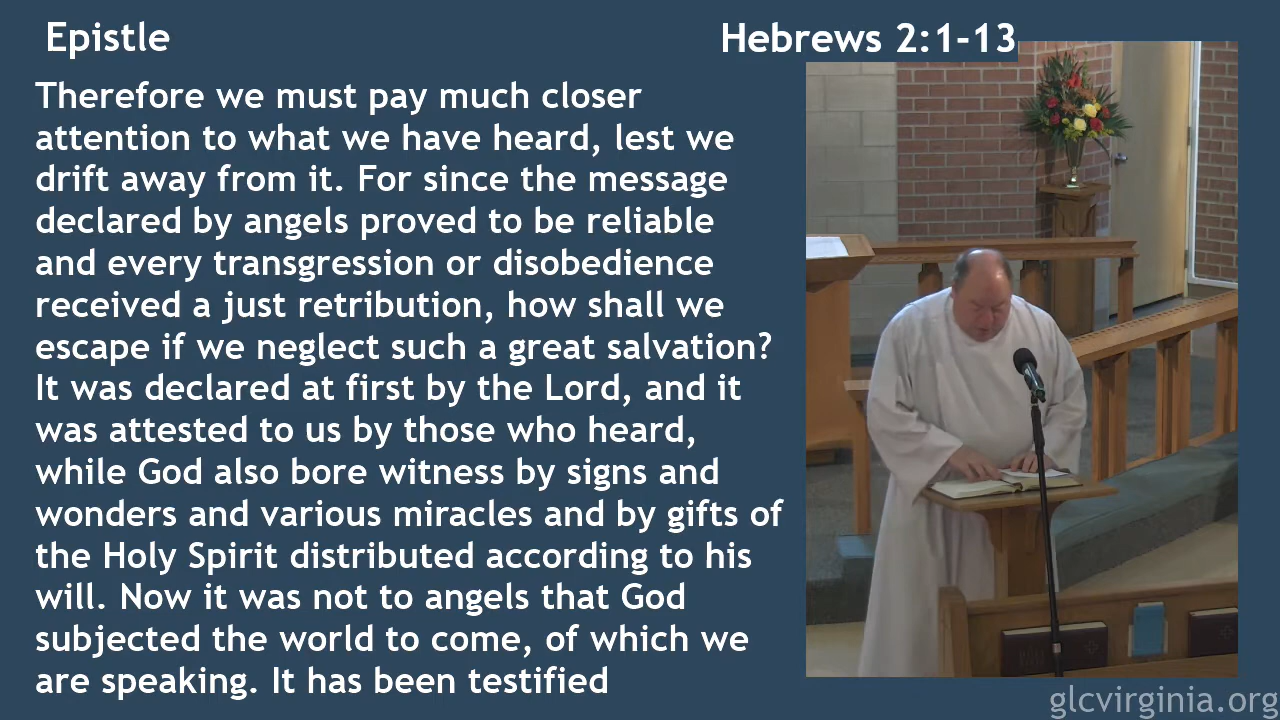 Epistle
Hebrews 2:1-13
Therefore we must pay much closer
attention to what we have heard, lest we
drift away from it. For since the message
declared by angels proved to be reliable
and every transgression or disobedience
received a just retribution, how shall we
escape if we neglect such a great salvation?
It was declared at first by the Lord, and it
was attested to us by those who heard,
while God also bore witness by signs and
wonders and various miracles and by gifts of
the Holy Spirit distributed according to his
will. Now it was not to angels that God
subjected the world to come, of which we
are speaking. It has been testified
glcvirginia.org